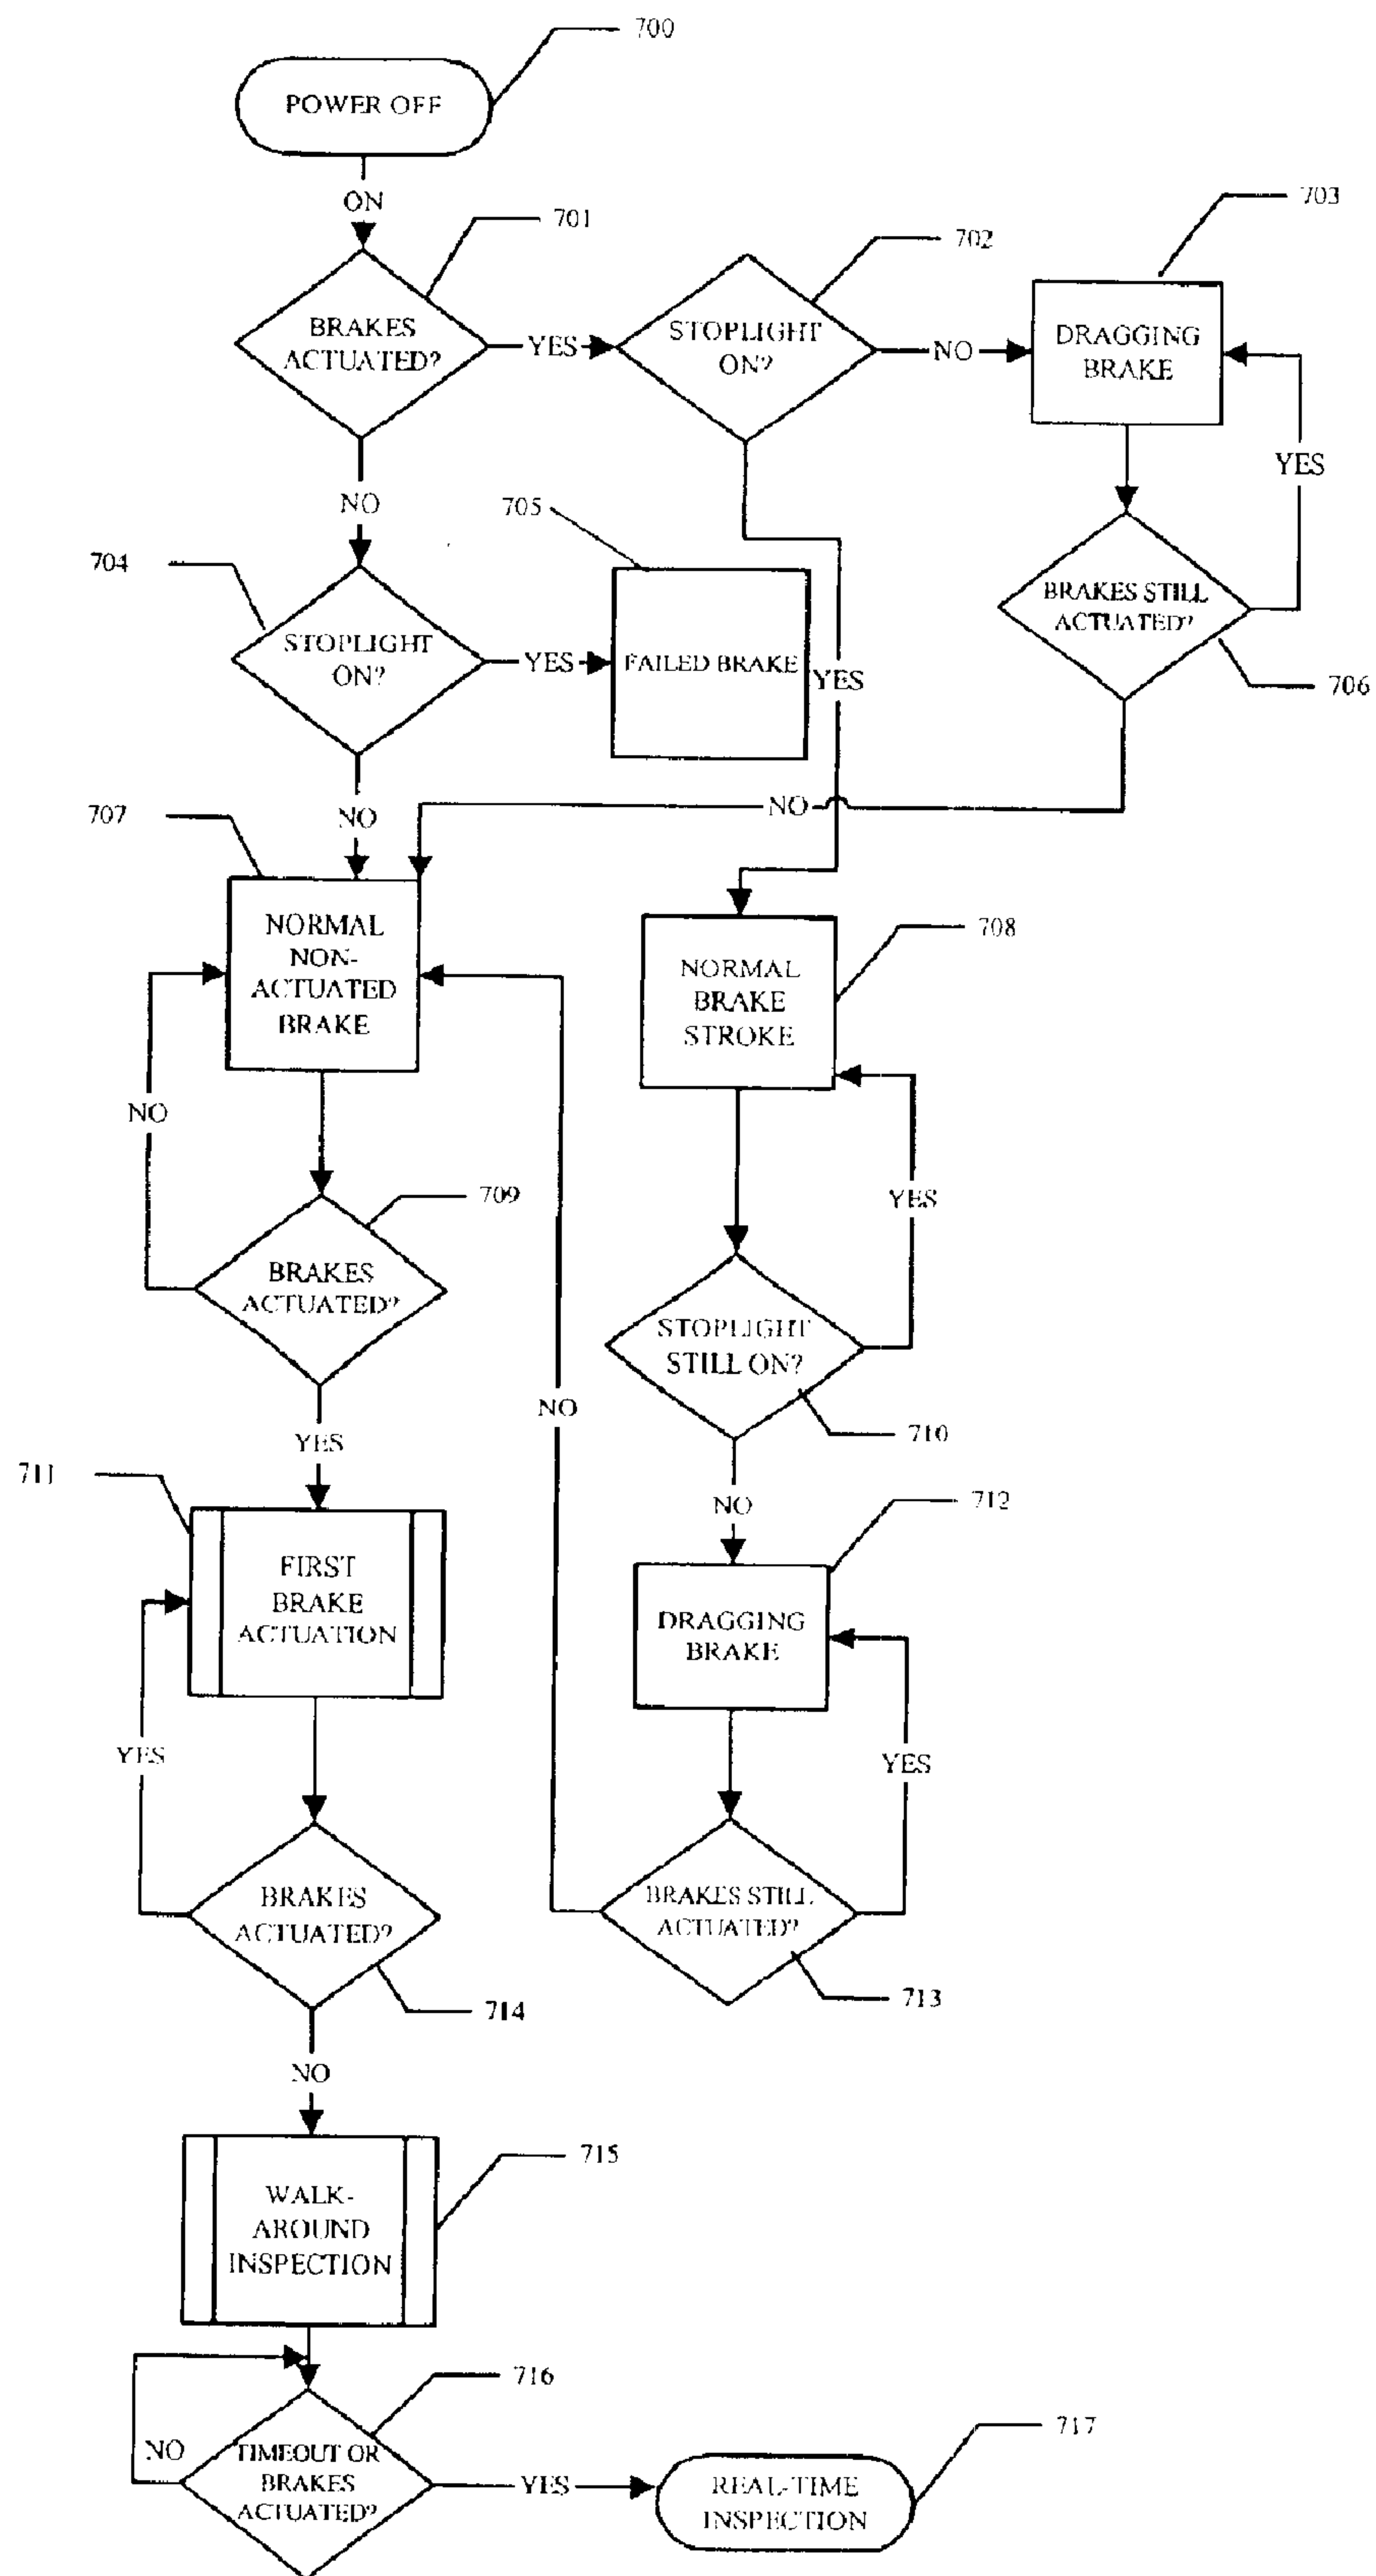 700
POWER OFF
ON
701
702
703
BRAKES
ACTUATED?
YES
STOPLIGHT
ON?
NO
DRAGGING
BRAKE
YES
NO
704
705
STOPLIGHT
ON?
YES
FAILED BRAKE
YES
BRAKES STILL
ACTUATED?
706
NO
NO
707
NORMAL
NON-
ACTUATED
BRAKE
708
NORMAL
BRAKE
STROKE
NO
YES
709
BRAKES
ACTUATED?
STOPLIGHT
STILL ON?
710
NO
YES
NO
711
712
FIRST
BRAKE
ACTUATION
DRAGGING
BRAKE
YES
YES
BRAKES
ACTUATED?
714
BRAKES STILL
ACTUATED?
713
NO
715
WALK-
AROUND
INSPECTION
716
NO
TIMEOUT OR
BRAKES
ACTUATED?
YES
717
REAL-TIME
INSPECTION